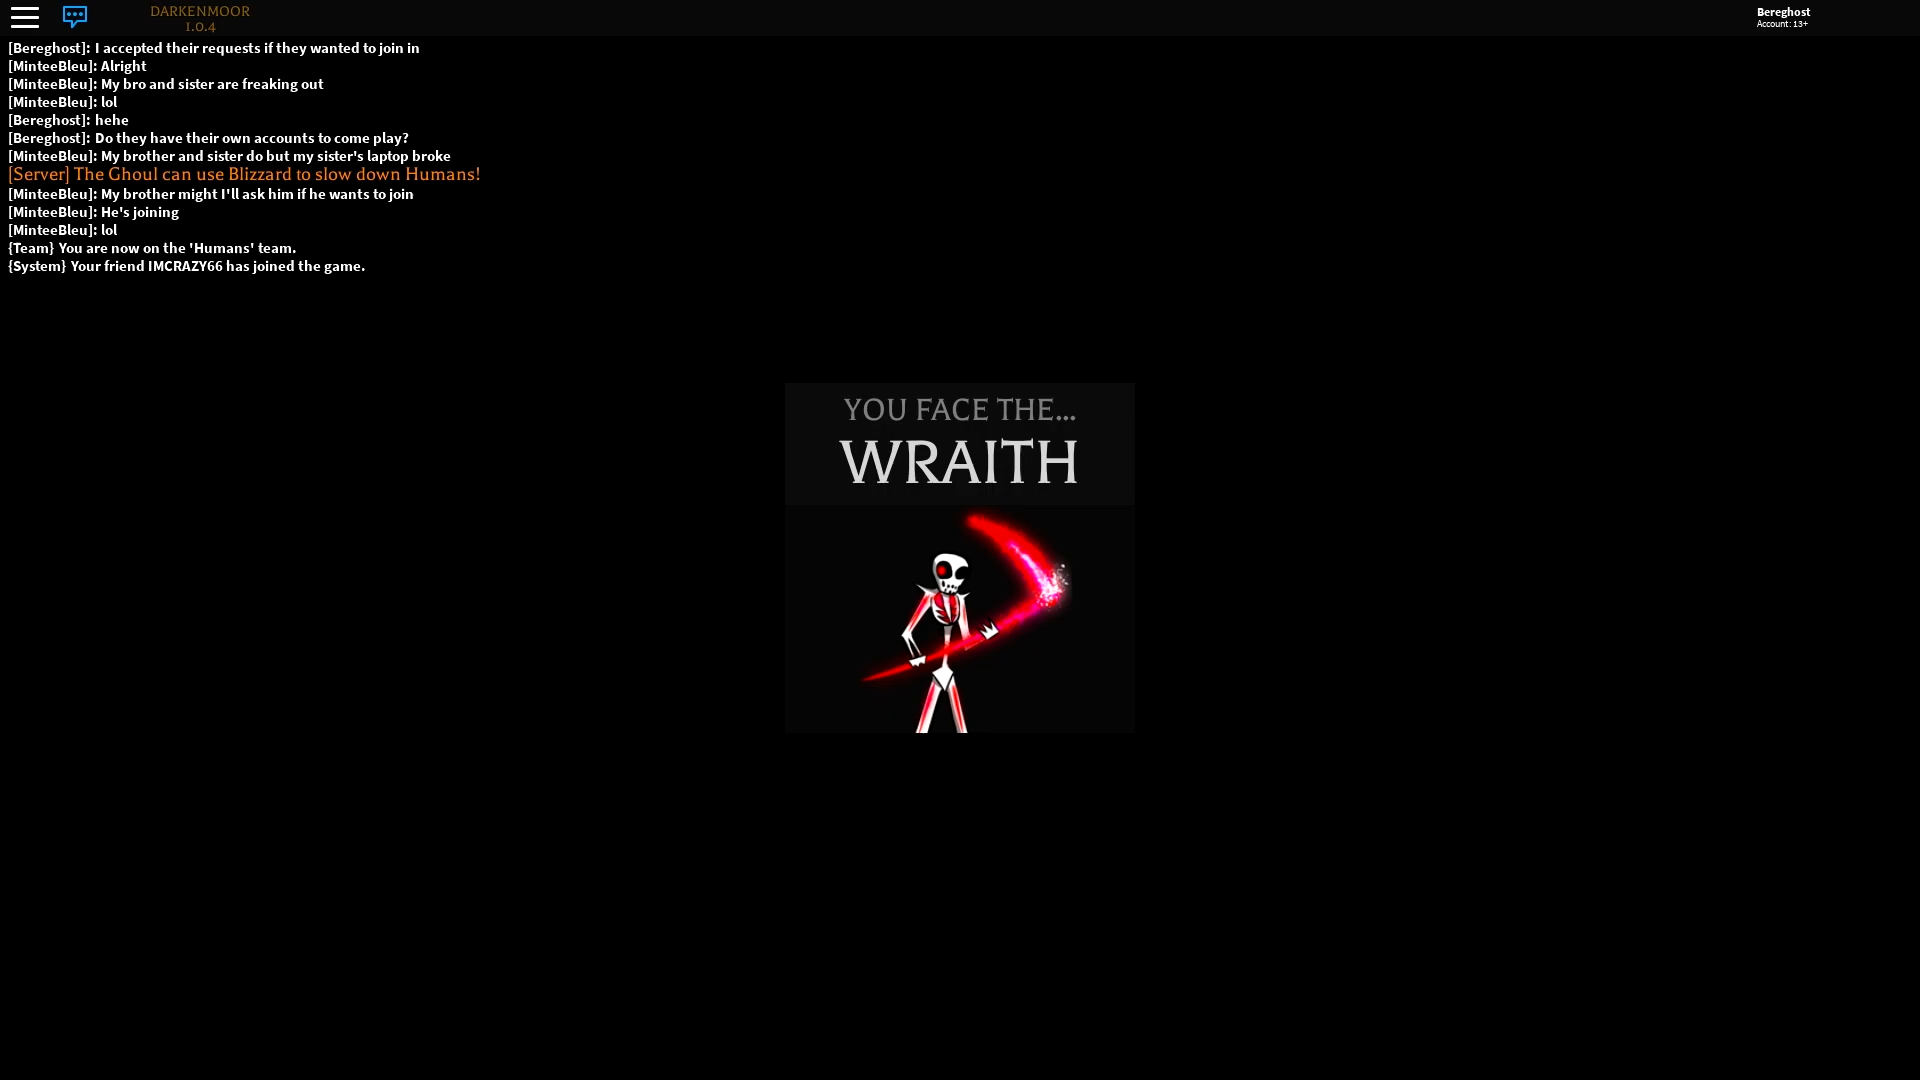 DARKENMOOR
1.0.4
Bereghost
Account: 13+
[Bereghost]: I accepted their requests if they wanted to join in
[MinteeBleu]: Alright
[MinteeBleu]: My bro and sister are freaking out
[MinteeBleu]: lol
[Bereghost]: hehe
[Bereghost]: Do they have their own accounts to come play?
[MinteeBleu]: My brother and sister do but my sister's laptop broke
[Server] The Ghoul can use Blizzard to slow down Humans!
[MinteeBleu]: My brother might I'll ask him if he wants to join
[MinteeBleu]: He's joining
[MinteeBleu]: lol
{Team} You are now on the 'Humans' team.
{System} Your friend IMCRAZY66 has joined the game.
YOU FACE THE...
WRAITH